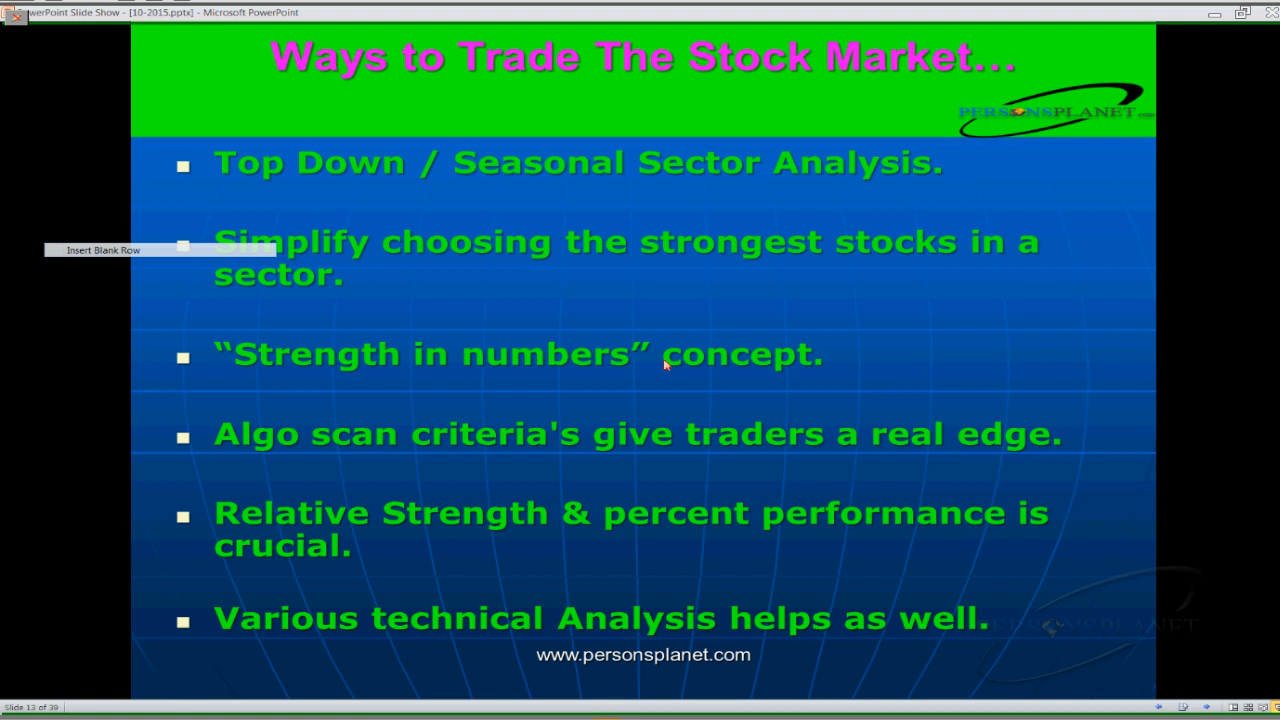 PowerPoint Slide Show - [10-2015.pptx] - Microsoft PowerPoint
Ways to Trade The Stock Market...
PERSONSPLANET.com
Top Down / Seasonal Sector Analysis.
Simplify choosing the strongest stocks in a
sector.
Insert Blank Row
“Strength in numbers” concept.
Algo scan criteria's give traders a real edge.
Relative Strength & percent performance is
crucial.
Various technical Analysis helps as well.
PERSONSPLANET
www.personsplanet.com
Slide 13 of 39